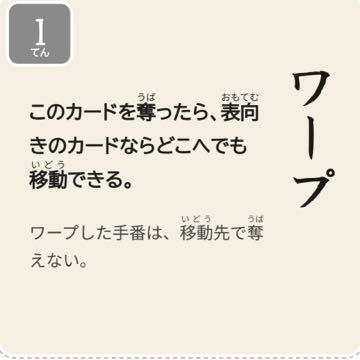 1
てん
ワープ
このカードを奪ったら、表向
きのカードならどこへでも
移動できる。
ワープした手番は、移動先で奪
えない。